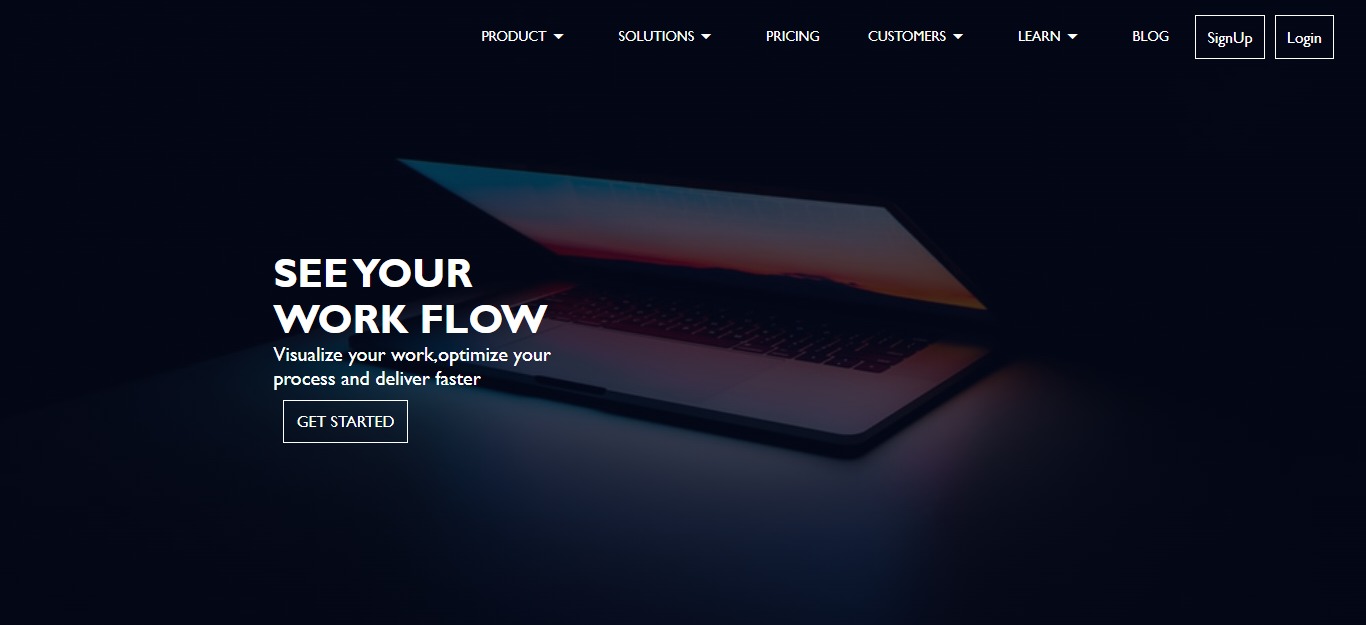 PRODUCT SOLUTIONS PRICING CUSTOMERS LEARN BLOG SignUp Login
SEE YOUR
WORK FLOW
Visualize your work,optimize your
process and deliver faster
GET STARTED